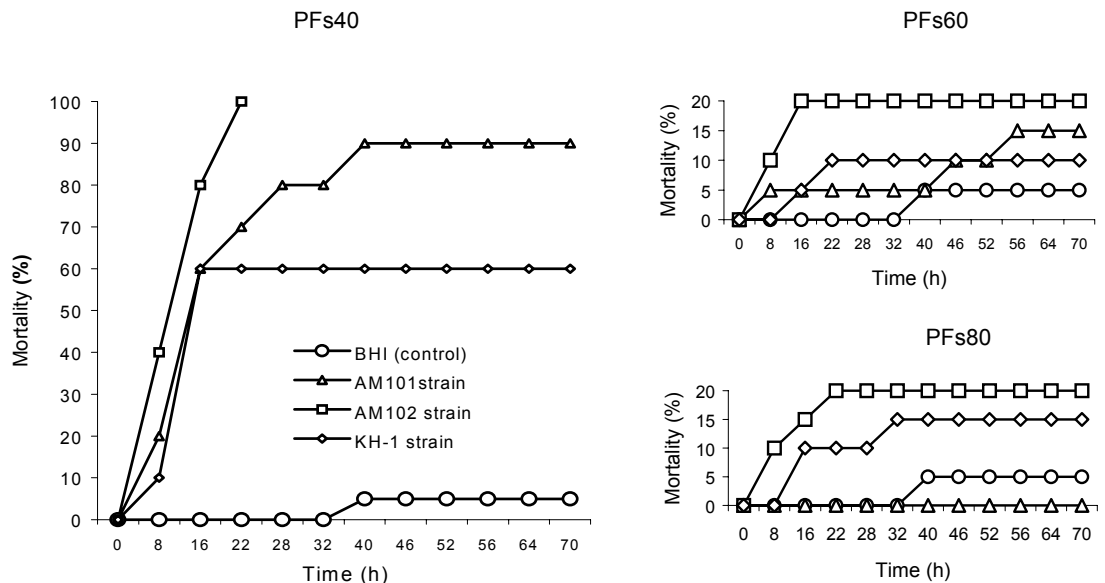 PFs40
Mortality (%)
100
90
80
70
60
50
40
30
20
10
0
0 8 16 22 28 32 40 46 52 56 64 70
Time (h)
BHI (control)
AM101strain
AM102 strain
KH-1 strain
PFs60
Mortality (%)
20
15
10
5
0
0 8 16 22 28 32 40 46 52 56 64 70
Time (h)
PFs80
Mortality (%)
20
15
10
5
0
0 8 16 22 28 32 40 46 52 56 64 70
Time (h)